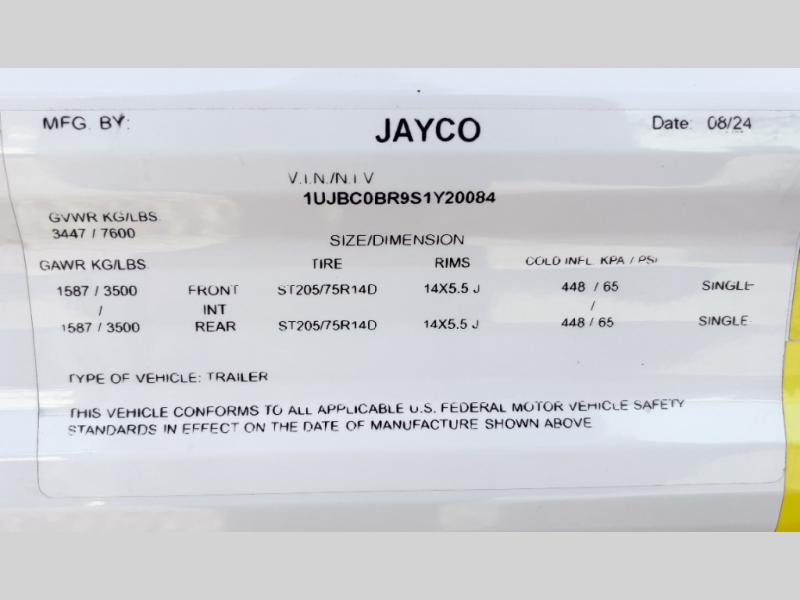 MFG. BY: JAYCO Date: 08/24
V.I.N./N.I.V
1UJBC0BR9S1Y20084
GVWR KG/LBS.
3447 / 7600
SIZE/DIMENSION
GAWR KG/LBS. TIRE RIMS COLD INFL. KPA / PSI
1587 / 3500 FRONT ST205/75R14D 14X5.5 J 448 / 65 SINGLE
/ INT /
1587 / 3500 REAR ST205/75R14D 14X5.5 J 448 / 65 SINGLE
TYPE OF VEHICLE: TRAILER
THIS VEHICLE CONFORMS TO ALL APPLICABLE U.S. FEDERAL MOTOR VEHICLE SAFETY
STANDARDS IN EFFECT ON THE DATE OF MANUFACTURE SHOWN ABOVE